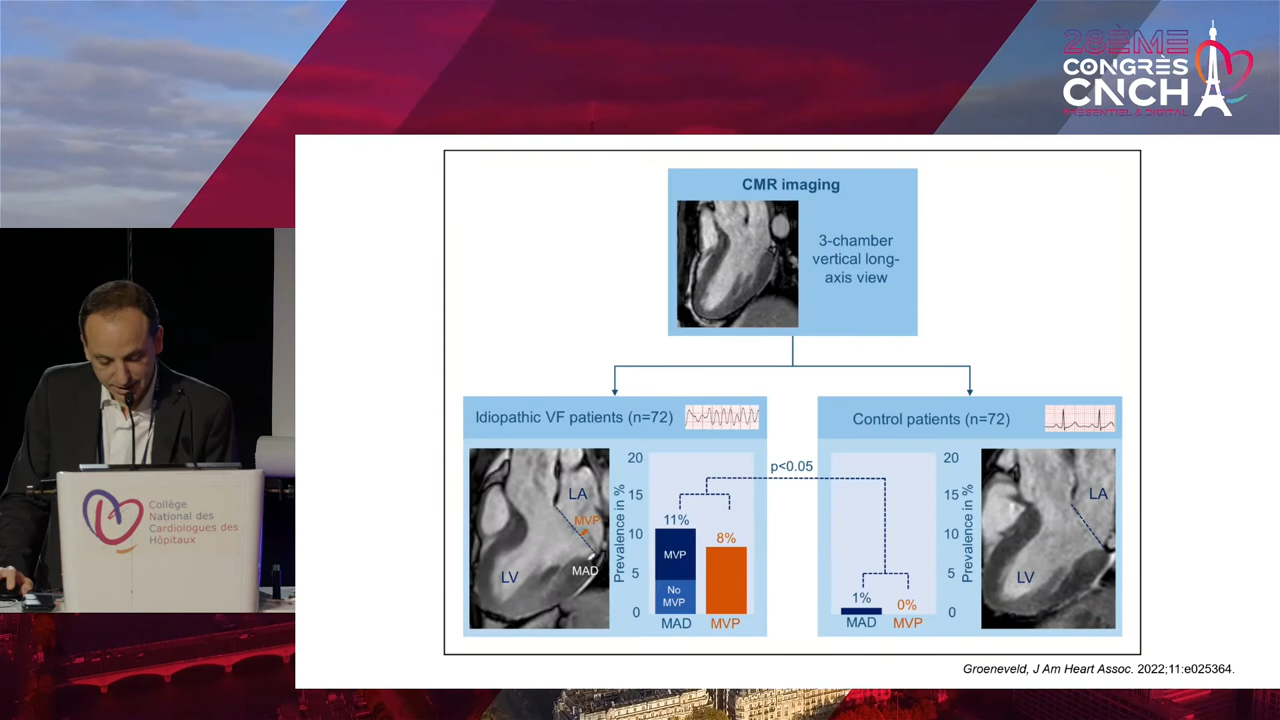 28ÈME
CONGRÈS
CNCH
PRÉSENTIEL & DIGITAL
Collège
National des
Cardiologues des
Hôpitaux
CMR imaging
3-chamber
vertical long-
axis view
Idiopathic VF patients (n=72)
LA
MVP
MAD
LV
Prevalence in %
20
15
10
5
0
11%
MVP
No
MVP
MAD
8%
MVP
p<0.05
Control patients (n=72)
Prevalence in %
20
15
10
5
0
1%
MAD
0%
MVP
LA
LV
Groeneveld, J Am Heart Assoc. 2022;11:e025364.